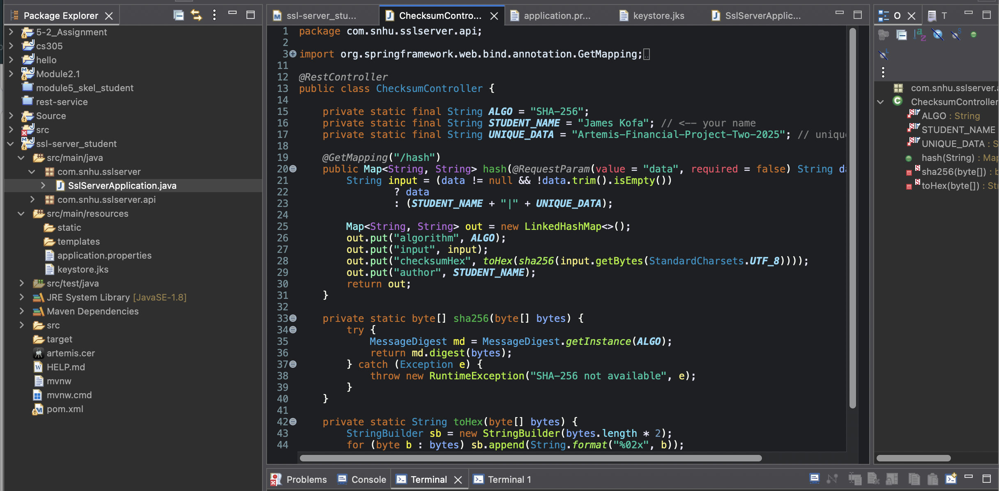 Package Explorer
5-2_Assignment
cs305
hello
Module2.1
module5_skel_student
rest-service
Source
src
ssl-server_student
src/main/java
com.snhu.sslserver
SslServerApplication.java
com.snhu.sslserver.api
src/main/resources
static
templates
application.properties
keystore.jks
src/test/java
JRE System Library [JavaSE-1.8]
Maven Dependencies
src
target
artemis.cer
HELP.md
mvnw
mvnw.cmd
pom.xml
ssl-server_stu... ChecksumContro... application.pr... keystore.jks SslServerApplic...
1 package com.snhu.sslserver.api;
2
3 import org.springframework.web.bind.annotation.GetMapping;
11
12 @RestController
13 public class ChecksumController {
14
15 private static final String ALGO = "SHA-256";
16 private static final String STUDENT_NAME = "James Kofa"; // <-- your name
17 private static final String UNIQUE_DATA = "Artemis-Financial-Project-Two-2025"; // uniqu
18
19 @GetMapping("/hash")
20 public Map<String, String> hash(@RequestParam(value = "data", required = false) String da
21 String input = (data != null && !data.trim().isEmpty())
22 ? data
23 : (STUDENT_NAME + "|" + UNIQUE_DATA);
24
25 Map<String, String> out = new LinkedHashMap<>();
26 out.put("algorithm", ALGO);
27 out.put("input", input);
28 out.put("checksumHex", toHex(sha256(input.getBytes(StandardCharsets.UTF_8))));
29 out.put("author", STUDENT_NAME);
30 return out;
31 }
32
33 private static byte[] sha256(byte[] bytes) {
34 try {
35 MessageDigest md = MessageDigest.getInstance(ALGO);
36 return md.digest(bytes);
37 } catch (Exception e) {
38 throw new RuntimeException("SHA-256 not available", e);
39 }
40 }
41
42 private static String toHex(byte[] bytes) {
43 StringBuilder sb = new StringBuilder(bytes.length * 2);
44 for (byte b : bytes) sb.append(String.format("%02x", b));
O T
com.snhu.sslserver.a
ChecksumController
ALGO : String
STUDENT_NAME
UNIQUE_DATA : S
hash(String) : Map
sha256(byte[]) : b
toHex(byte[]) : Str
Problems Console Terminal Terminal 1